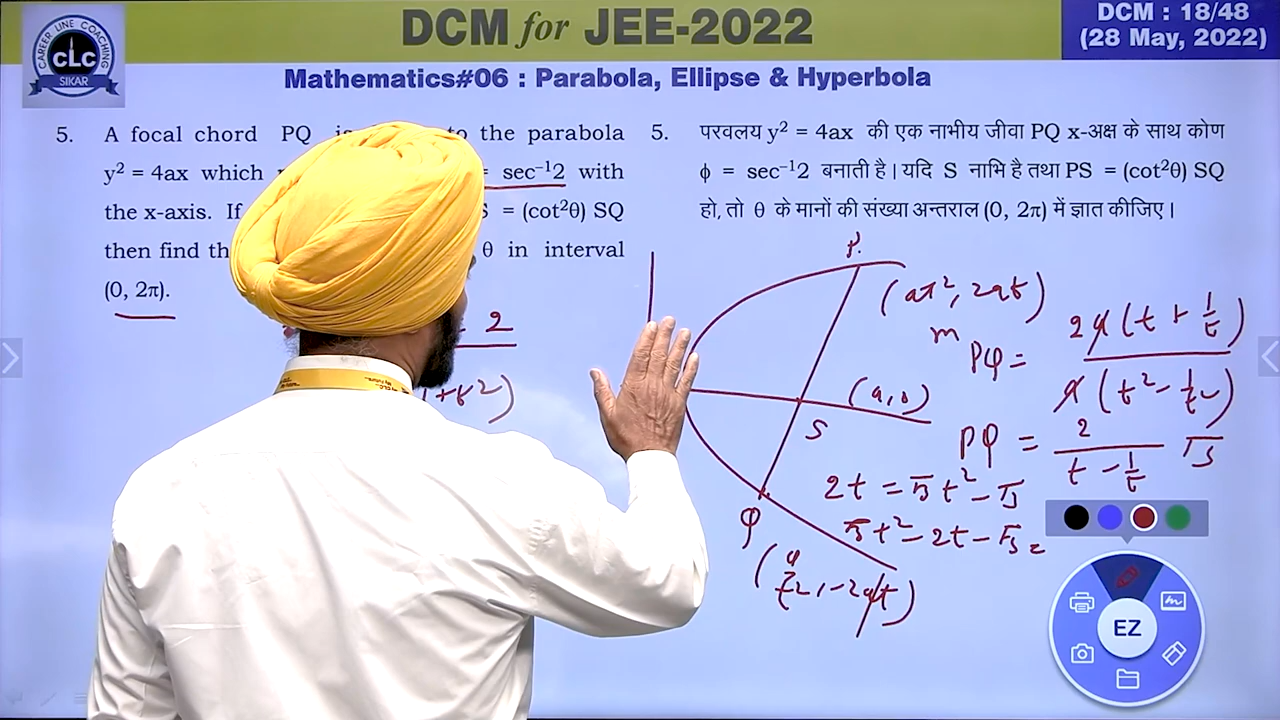 DCM for JEE-2022
DCM : 18/48
(28 May, 2022)
CAREER LINE COACHING
CLC
SIKAR
Mathematics#06 : Parabola, Ellipse & Hyperbola
5. A focal chord PQ to the parabola
y² = 4ax which = sec⁻¹2 with
the x-axis. If = (cot²θ) SQ
then find θ in interval
(0, 2π).
5. परवलय y² = 4ax की एक नाभीय जीवा PQ x-अक्ष के साथ कोण
ϕ = sec⁻¹2 बनाती है। यदि S नाभि है तथा PS = (cot²θ) SQ
हो, तो θ के मानों की संख्या अन्तराल (0, 2π) में ज्ञात कीजिए।
= 2
+t²)
P.
(at², 2at)
(a, 0)
S
Q
m PQ = 2a(t + 1/t) / a(t² - 1/t²)
PQ = 2 / (t - 1/t) √3
2t = √3t² - √3
√3t² - 2t - √3 =
(a/t², -2a/t)
EZ